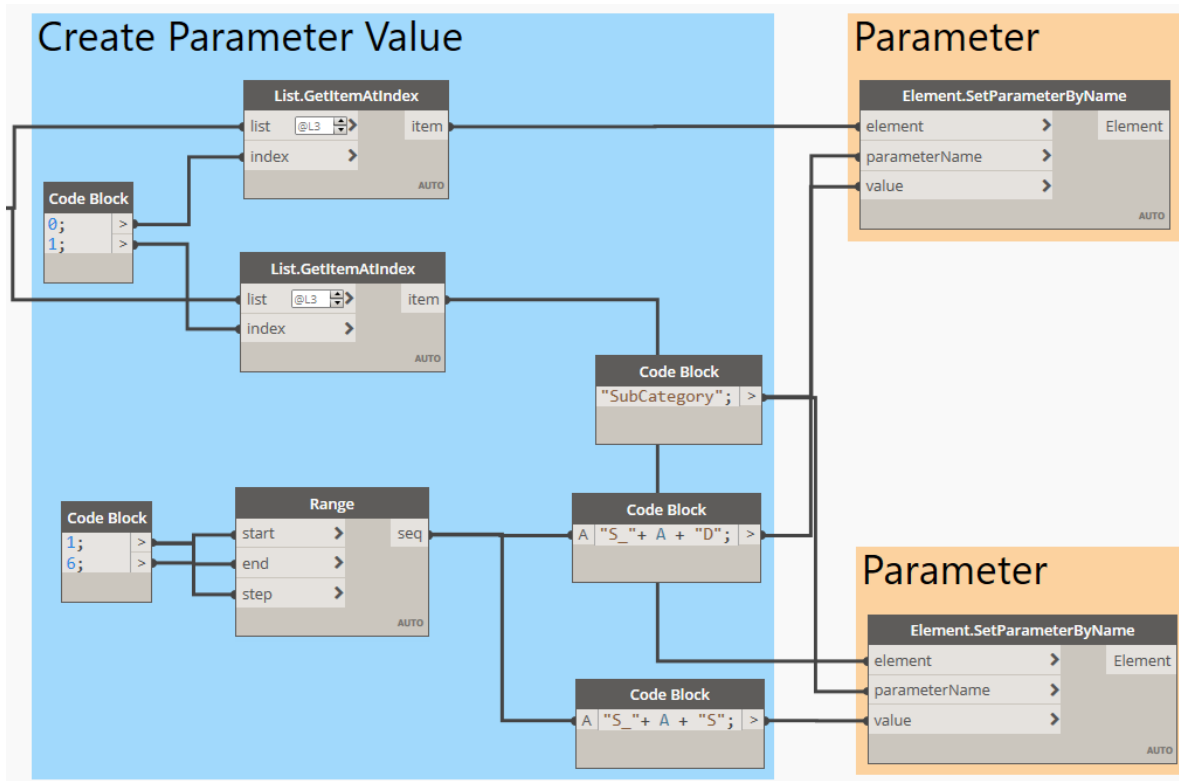 Create Parameter Value
Parameter
List.GetItemAtIndex
list @L3 > item
index >
AUTO
Code Block
0; >
1; >
List.GetItemAtIndex
list @L3 > item
index >
AUTO
Code Block
"SubCategory"; >
Code Block
1; >
6; >
Range
start > seq
end >
step >
AUTO
Code Block
A "S_"+ A + "D"; >
Code Block
A "S_"+ A + "S"; >
Element.SetParameterByName
element > Element
parameterName >
value >
AUTO
Parameter
Element.SetParameterByName
element > Element
parameterName >
value >
AUTO